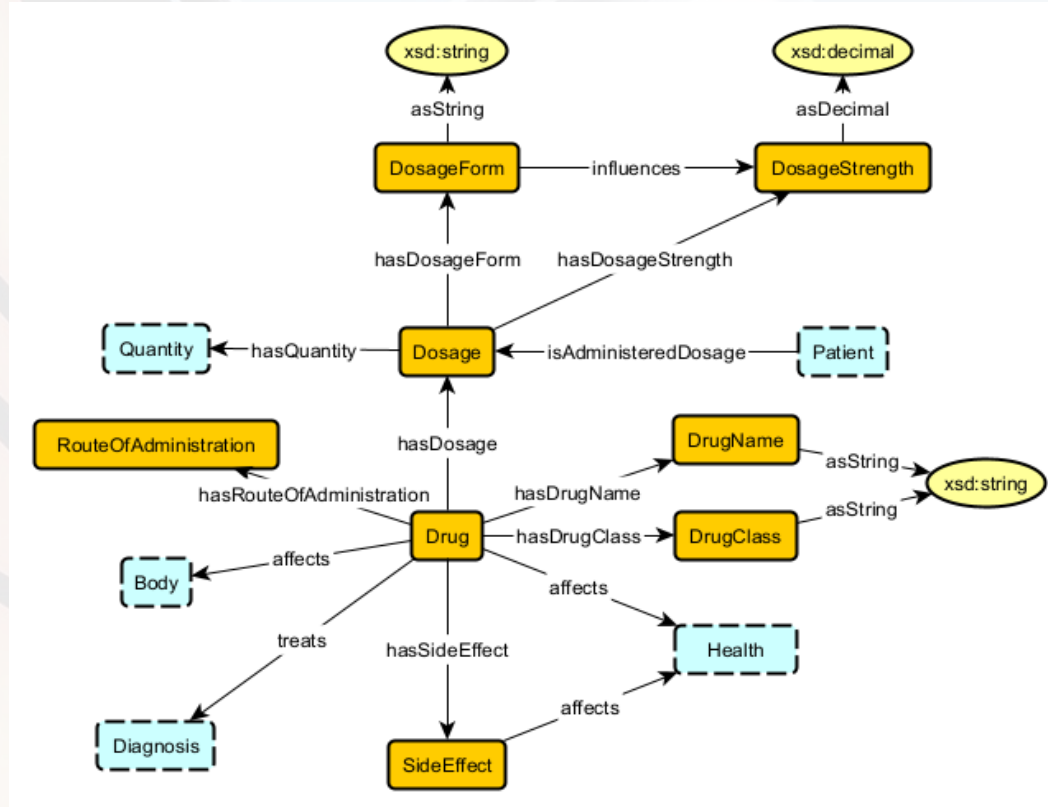 xsd:string
xsd:decimal
asString
asDecimal
DosageForm
influences
DosageStrength
hasDosageForm
hasDosageStrength
Quantity
hasQuantity
Dosage
isAdministeredDosage
Patient
RouteOfAdministration
hasDosage
DrugName
asString
hasRouteOfAdministration
hasDrugName
xsd:string
asString
Drug
hasDrugClass
DrugClass
affects
Body
affects
treats
hasSideEffect
Health
affects
Diagnosis
SideEffect